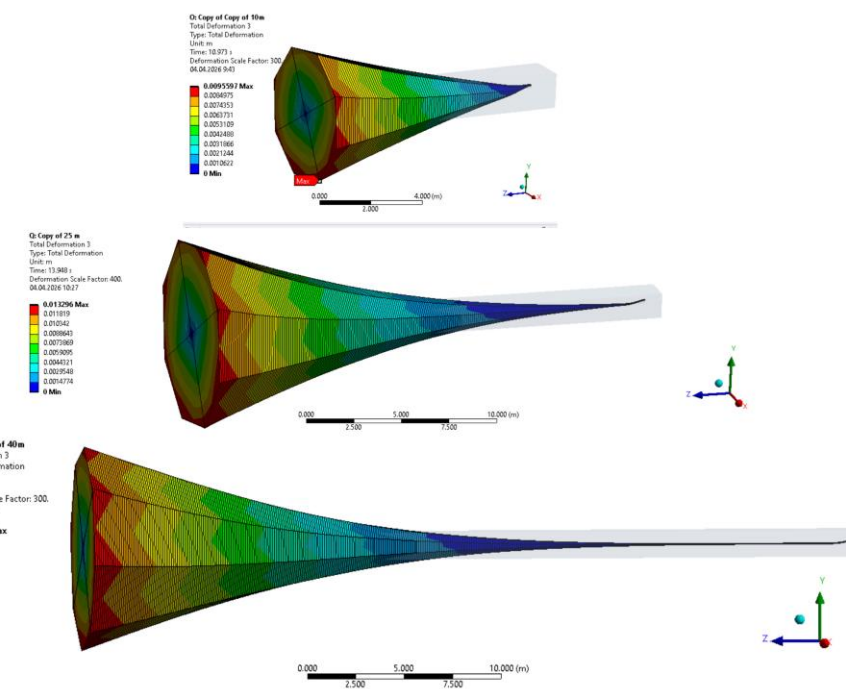 O: Copy of Copy of 10m
Total Deformation 3
Type: Total Deformation
Unit: m
Time: 10.973 s
Deformation Scale Factor: 300.
04.04.2026 9:43
0.0095597 Max
0.0084975
0.0074353
0.0063731
0.0053109
0.0042488
0.0031866
0.0021244
0.0010622
0 Min
Max
0.000 4.000 (m)
2.000
Y
Z X
Q: Copy of 25 m
Total Deformation 3
Type: Total Deformation
Unit: m
Time: 13.948 s
Deformation Scale Factor: 400.
04.04.2026 10:27
0.013296 Max
0.011819
0.010342
0.0088643
0.0073869
0.0059095
0.0044321
0.0029548
0.0014774
0 Min
0.000 5.000 10.000 (m)
2.500 7.500
Y
Z X
of 40m
n 3
mation
e Factor: 300.
ax
0.000 5.000 10.000 (m)
2.500 7.500
Y
Z X